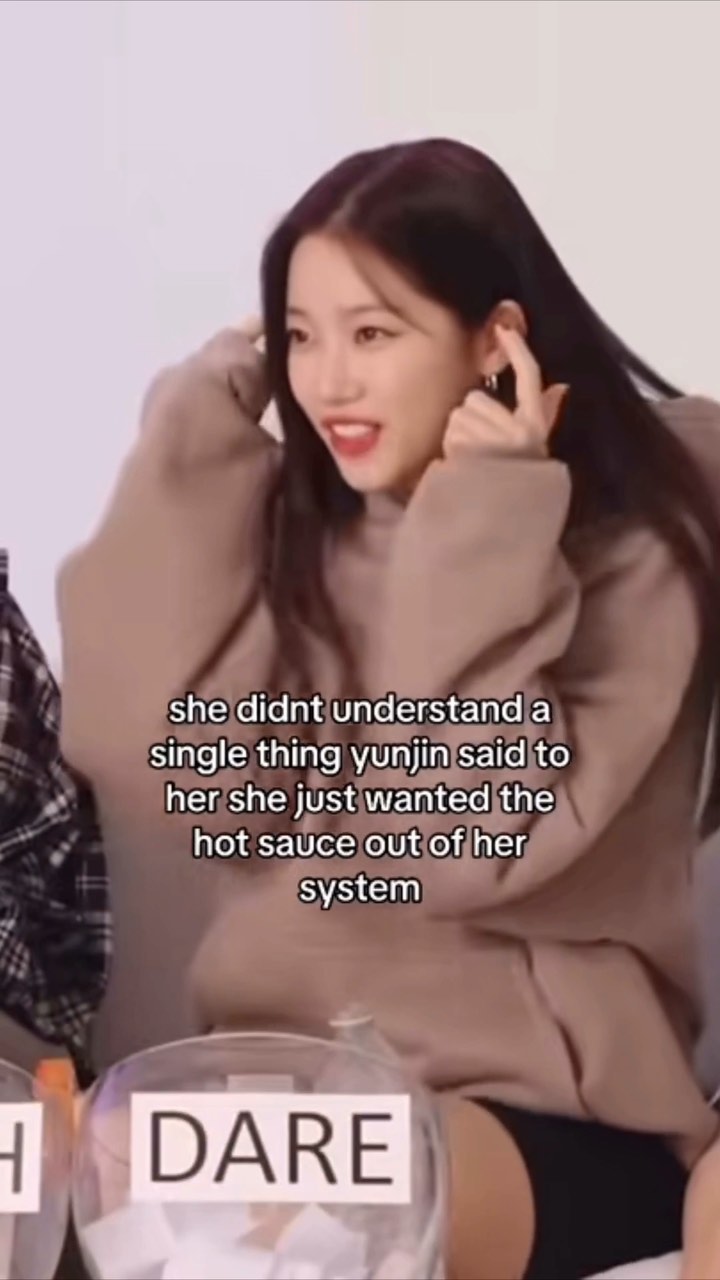 she didnt understand a
single thing yunjin said to
her she just wanted the
hot sauce out of her
system
H
DARE